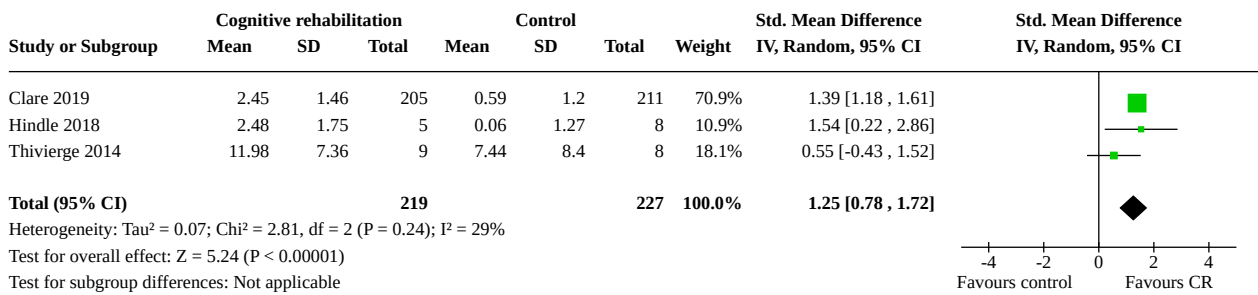 Cognitive rehabilitation Control Std. Mean Difference Std. Mean Difference
Study or Subgroup Mean SD Total Mean SD Total Weight IV, Random, 95% CI IV, Random, 95% CI
Clare 2019 2.45 1.46 205 0.59 1.2 211 70.9% 1.39 [1.18 , 1.61]
Hindle 2018 2.48 1.75 5 0.06 1.27 8 10.9% 1.54 [0.22 , 2.86]
Thivierge 2014 11.98 7.36 9 7.44 8.4 8 18.1% 0.55 [-0.43 , 1.52]
Total (95% CI) 219 227 100.0% 1.25 [0.78 , 1.72]
Heterogeneity: Tau² = 0.07; Chi² = 2.81, df = 2 (P = 0.24); I² = 29%
Test for overall effect: Z = 5.24 (P < 0.00001)
Test for subgroup differences: Not applicable
-4 -2 0 2 4
Favours control Favours CR